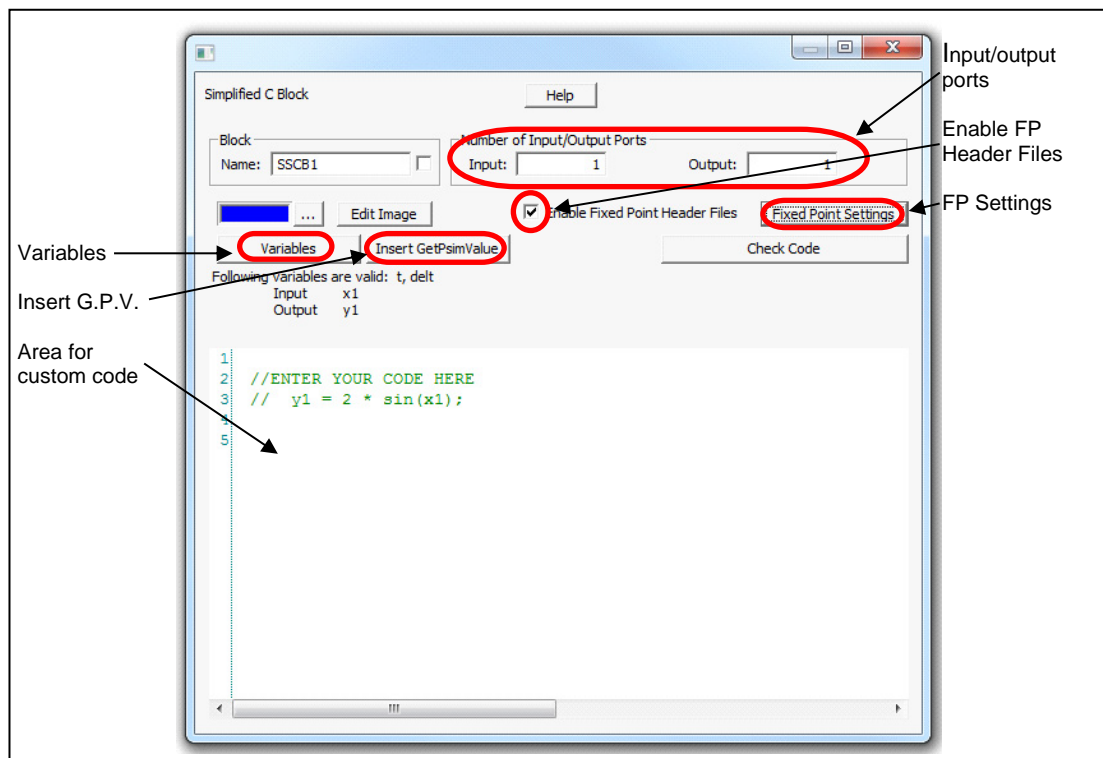 Simplified C Block
Help
Block
Name: SSCB1
Number of Input/Output Ports
Input: 1
Output: 1
...
Edit Image
Enable Fixed Point Header Files
Fixed Point Settings
Variables
Insert GetPsimValue
Check Code
Following variables are valid: t, delt
Input x1
Output y1
1
2 //ENTER YOUR CODE HERE
3 // y1 = 2 * sin(x1);
4
5
Input/output
ports
Enable FP
Header Files
FP Settings
Variables
Insert G.P.V.
Area for
custom code